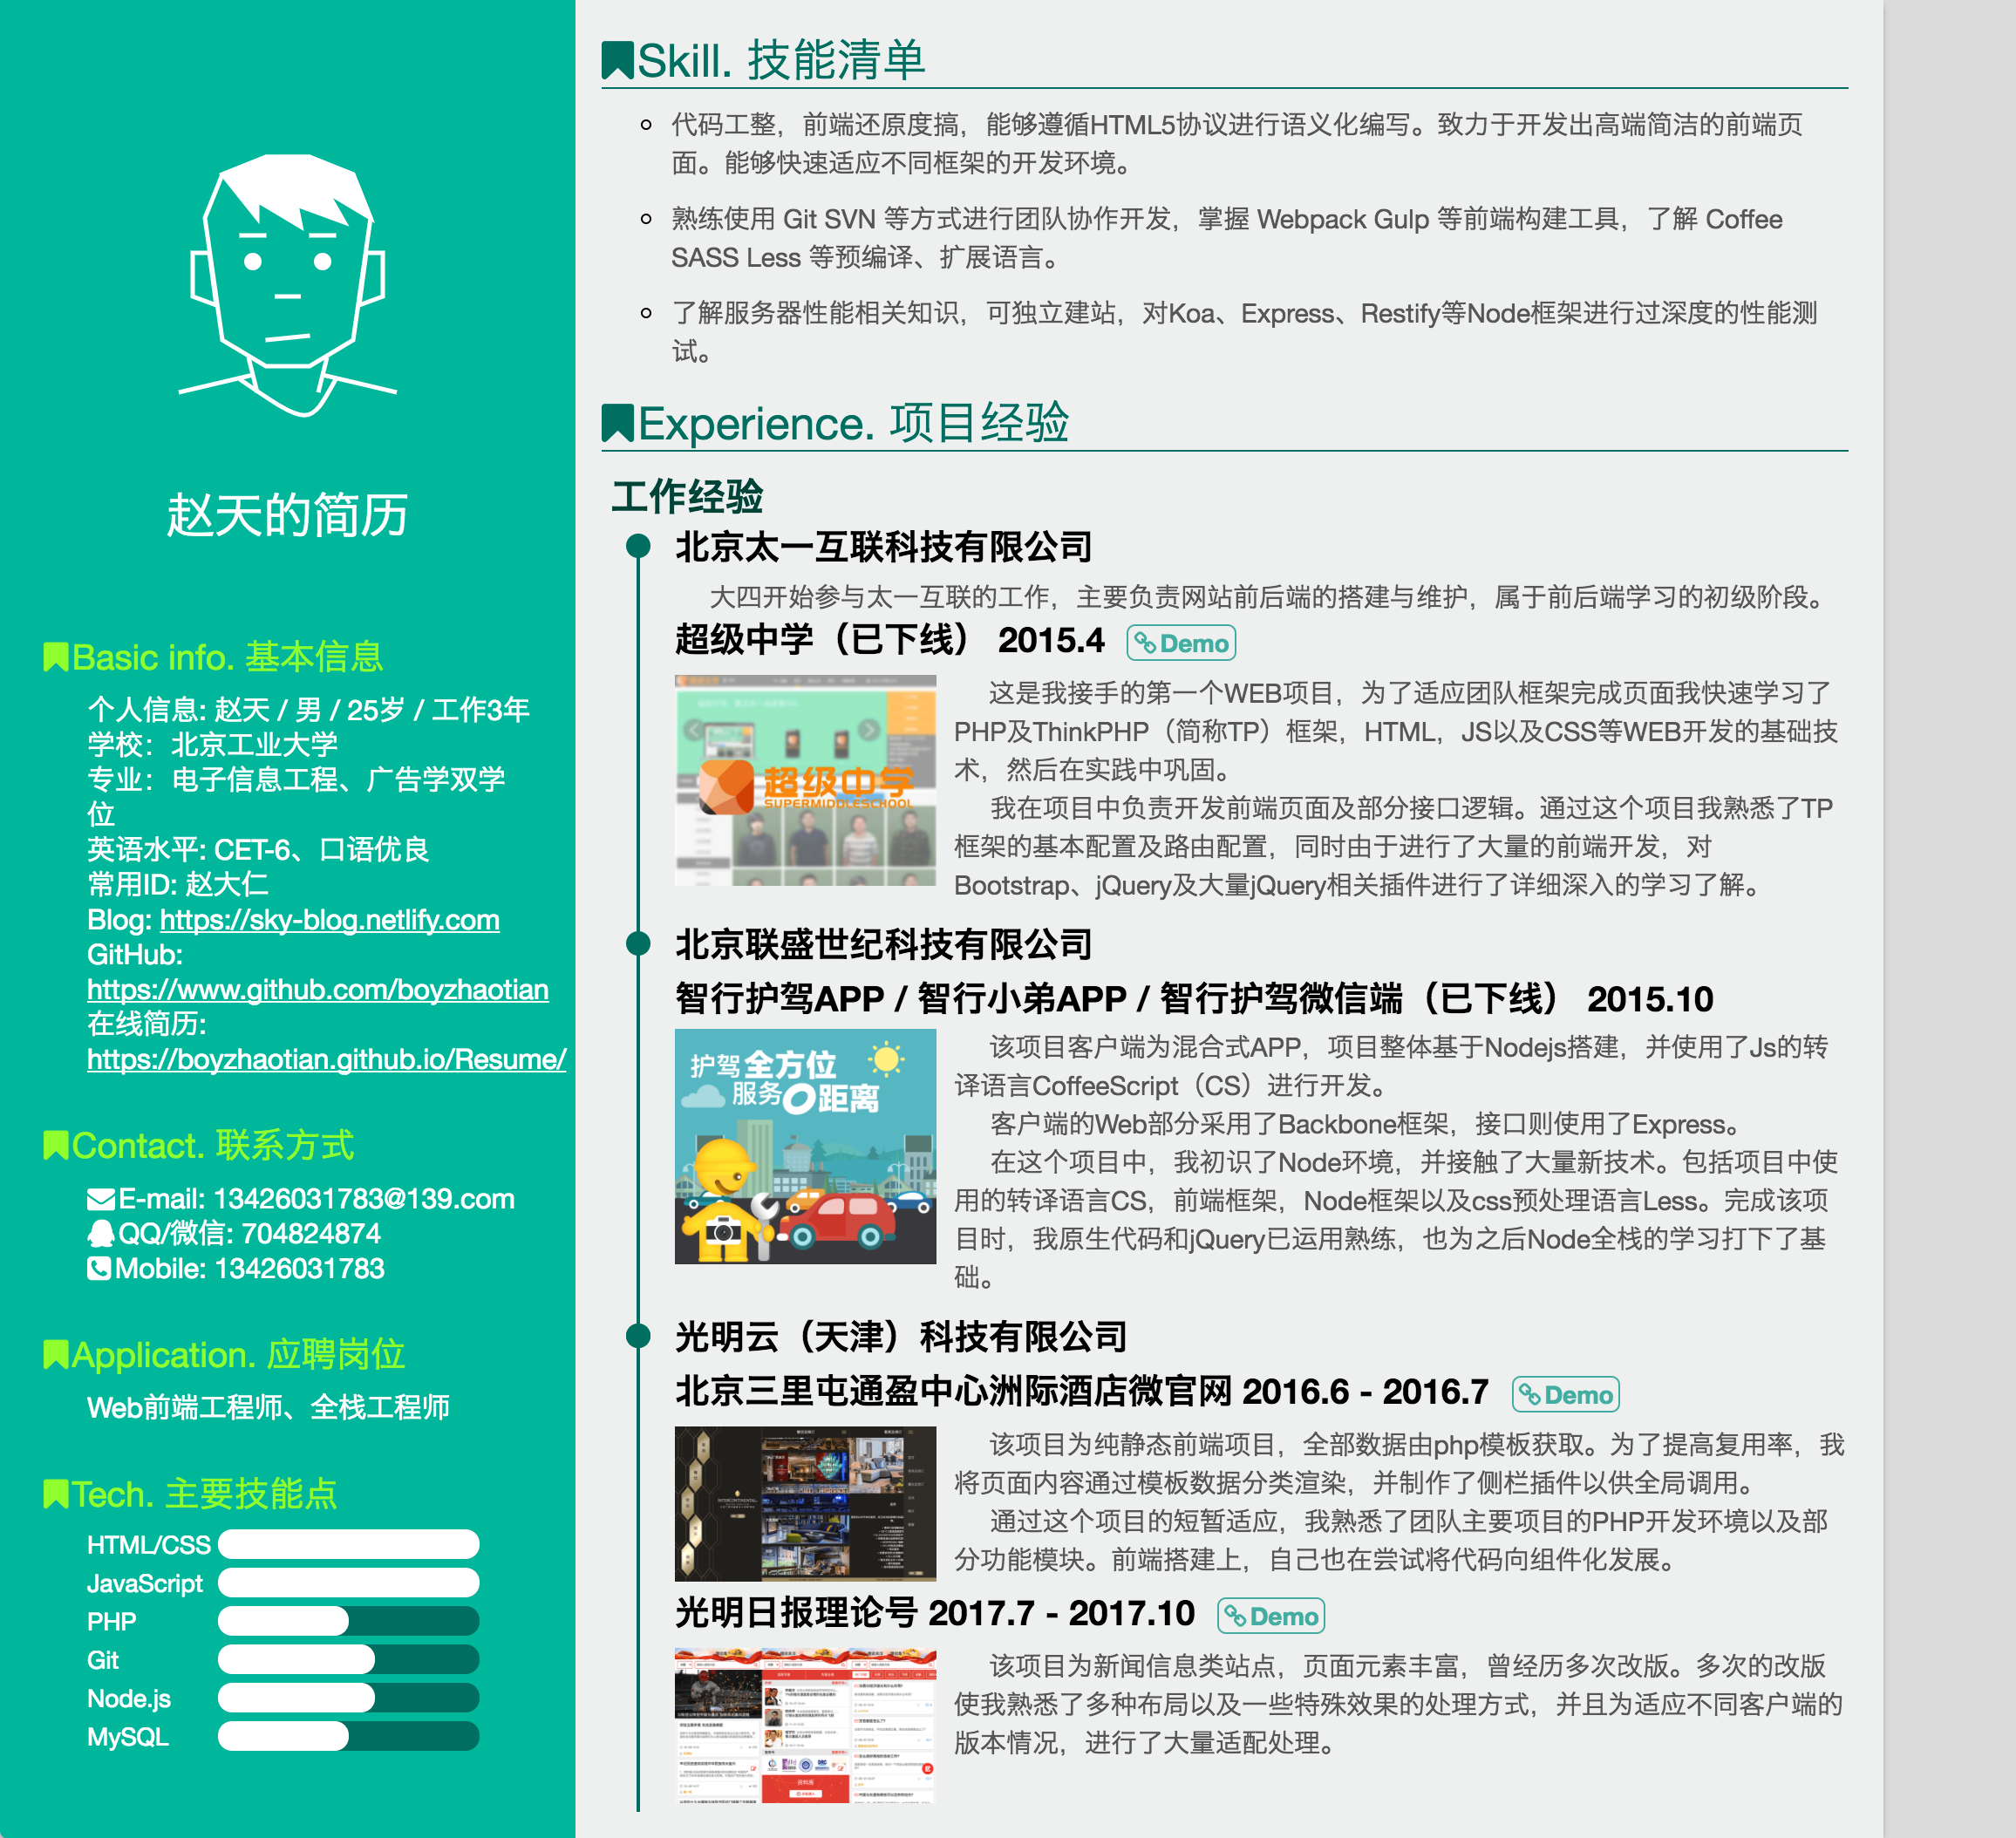 赵天的简历
Basic info. 基本信息
个人信息: 赵天 / 男 / 25岁 / 工作3年
学校：北京工业大学
专业：电子信息工程、广告学双学
位
英语水平: CET-6、口语优良
常用ID: 赵大仁
Blog: https://sky-blog.netlify.com
GitHub:
https://www.github.com/boyzhaotian
在线简历:
https://boyzhaotian.github.io/Resume/
Contact. 联系方式
E-mail: 13426031783@139.com
QQ/微信: 704824874
Mobile: 13426031783
Application. 应聘岗位
Web前端工程师、全栈工程师
Tech. 主要技能点
HTML/CSS
JavaScript
PHP
Git
Node.js
MySQL
Skill. 技能清单
代码工整，前端还原度搞，能够遵循HTML5协议进行语义化编写。致力于开发出高端简洁的前端页
面。能够快速适应不同框架的开发环境。
熟练使用 Git SVN 等方式进行团队协作开发，掌握 Webpack Gulp 等前端构建工具，了解 Coffee
SASS Less 等预编译、扩展语言。
了解服务器性能相关知识，可独立建站，对Koa、Express、Restify等Node框架进行过深度的性能测
试。
Experience. 项目经验
工作经验
北京太一互联科技有限公司
大四开始参与太一互联的工作，主要负责网站前后端的搭建与维护，属于前后端学习的初级阶段。
超级中学（已下线） 2015.4 Demo
超级中学
SUPERMIDDLESCHOOL
这是我接手的第一个WEB项目，为了适应团队框架完成页面我快速学习了
PHP及ThinkPHP（简称TP）框架，HTML，JS以及CSS等WEB开发的基础技
术，然后在实践中巩固。
我在项目中负责开发前端页面及部分接口逻辑。通过这个项目我熟悉了TP
框架的基本配置及路由配置，同时由于进行了大量的前端开发，对
Bootstrap、jQuery及大量jQuery相关插件进行了详细深入的学习了解。
北京联盛世纪科技有限公司
智行护驾APP / 智行小弟APP / 智行护驾微信端（已下线） 2015.10
护驾全方位
服务0距离
该项目客户端为混合式APP，项目整体基于Nodejs搭建，并使用了Js的转
译语言CoffeeScript（CS）进行开发。
客户端的Web部分采用了Backbone框架，接口则使用了Express。
在这个项目中，我初识了Node环境，并接触了大量新技术。包括项目中使
用的转译语言CS，前端框架，Node框架以及css预处理语言Less。完成该项
目时，我原生代码和jQuery已运用熟练，也为之后Node全栈的学习打下了基
础。
光明云（天津）科技有限公司
北京三里屯通盈中心洲际酒店微官网 2016.6 - 2016.7 Demo
INTERCONTINENTAL
该项目为纯静态前端项目，全部数据由php模板获取。为了提高复用率，我
将页面内容通过模板数据分类渲染，并制作了侧栏插件以供全局调用。
通过这个项目的短暂适应，我熟悉了团队主要项目的PHP开发环境以及部
分功能模块。前端搭建上，自己也在尝试将代码向组件化发展。
光明日报理论号 2017.7 - 2017.10 Demo
该项目为新闻信息类站点，页面元素丰富，曾经历多次改版。多次的改版
使我熟悉了多种布局以及一些特殊效果的处理方式，并且为适应不同客户端的
版本情况，进行了大量适配处理。